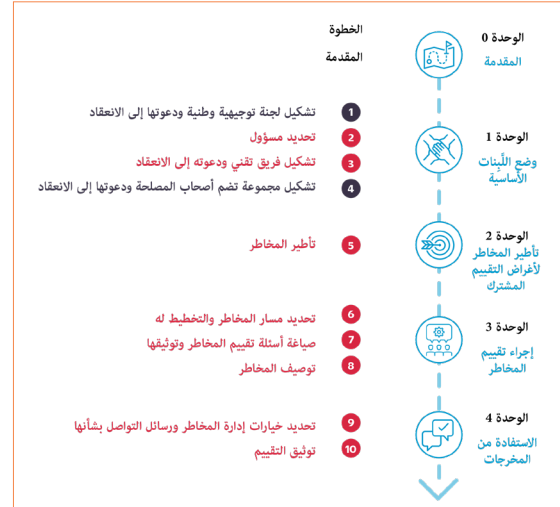 الوحدة 0
المقدمة
الخطوة
المقدمة
الوحدة 1
وضع اللَّبِنات
الأساسية
1 تشكيل لجنة توجيهية وطنية ودعوتها إلى الانعقاد
2 تحديد مسؤول
3 تشكيل فريق تقني ودعوته إلى الانعقاد
4 تشكيل مجموعة تضم أصحاب المصلحة ودعوتها إلى الانعقاد
الوحدة 2
تأطير المخاطر
لأغراض التقييم
المشترك
5 تأطير المخاطر
الوحدة 3
إجراء تقييم
المخاطر
6 تحديد مسار المخاطر والتخطيط له
7 صياغة أسئلة تقييم المخاطر وتوثيقها
8 توصيف المخاطر
الوحدة 4
الاستفادة من
المخرجات
9 تحديد خيارات إدارة المخاطر ورسائل التواصل بشأنها
10 توثيق التقييم